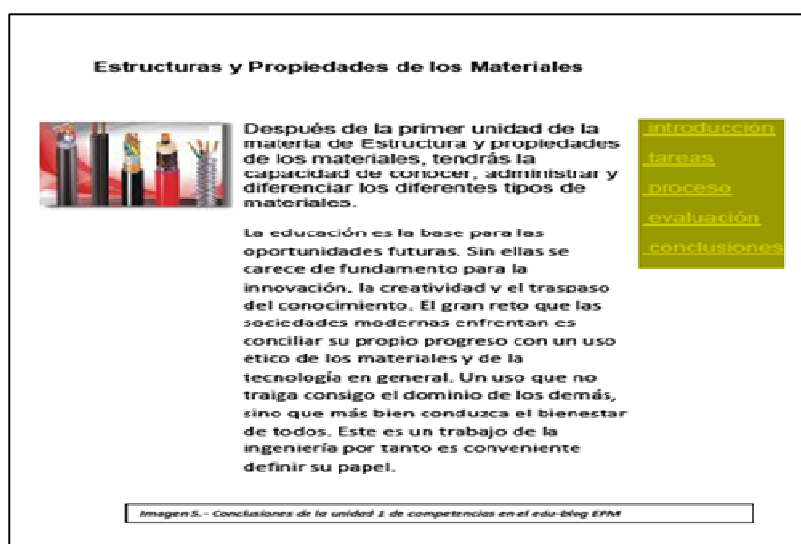 Estructuras y Propiedades de los Materiales
Después de la primer unidad de la
materia de Estructura y propiedades
de los materiales, tendrás la
capacidad de conocer, administrar y
diferenciar los diferentes tipos de
materiales.
La educación es la base para las
oportunidades futuras. Sin ellas se
carece de fundamento para la
innovación, la creatividad y el traspaso
del conocimiento. El gran reto que las
sociedades modernas enfrentan es
conciliar su propio progreso con un uso
ético de los materiales y de la
tecnología en general. Un uso que no
traiga consigo el dominio de los demás,
sino que más bien conduzca el bienestar
de todos. Este es un trabajo de la
ingeniería por tanto es conveniente
definir su papel.
introducción
tareas
proceso
evaluación
conclusiones
Imagen 5.- Conclusiones de la unidad 1 de competencias en el edu-blog EPM